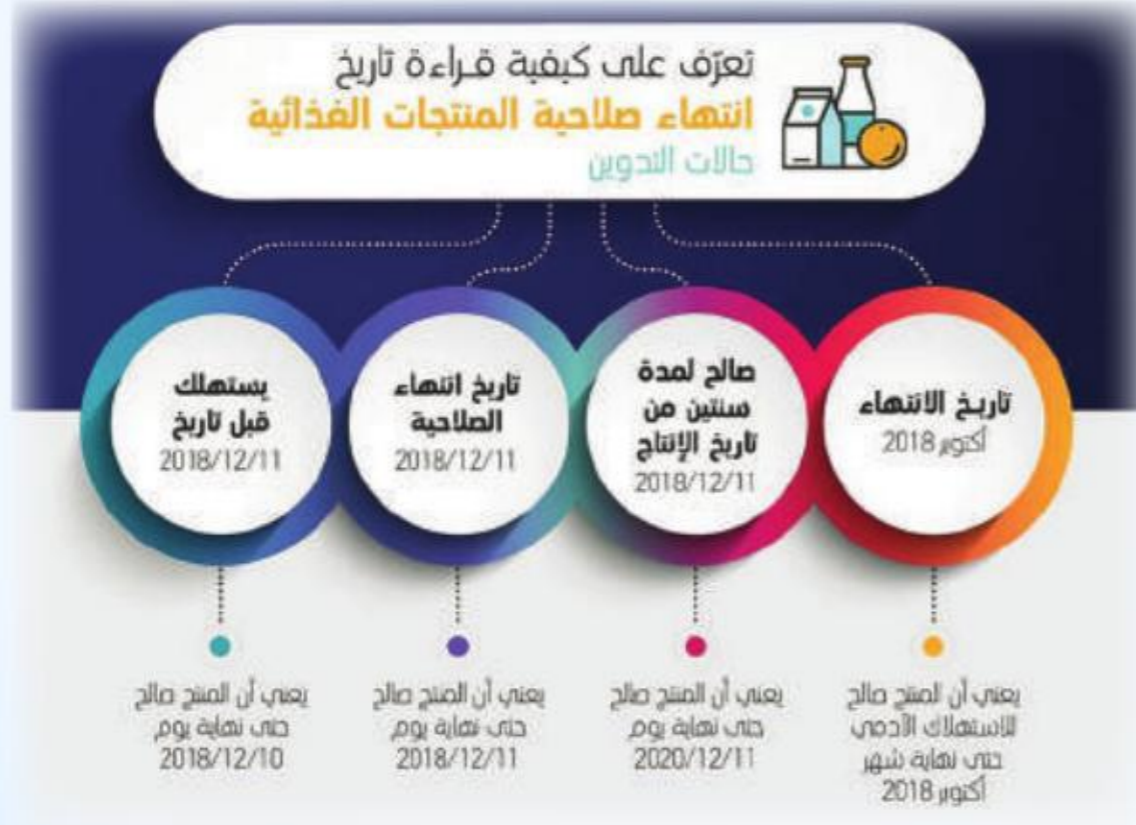 تعرّف على كيفية قراءة تاريخ
انتهاء صلاحية المنتجات الغذائية
حالات التدوين
تاريخ الانتهاء
أكتوبر 2018
يعني أن المنتج صالح
للاستهلاك الآدمي
حتى نهاية شهر
أكتوبر 2018
صالح لمدة
سنتين من
تاريخ الإنتاج
2018/12/11
يعني أن المنتج صالح
حتى نهاية يوم
2020/12/11
تاريخ انتهاء
الصلاحية
2018/12/11
يعني أن المنتج صالح
حتى نهاية يوم
2018/12/11
يستهلك
قبل تاريخ
2018/12/11
يعني أن المنتج صالح
حتى نهاية يوم
2018/12/10